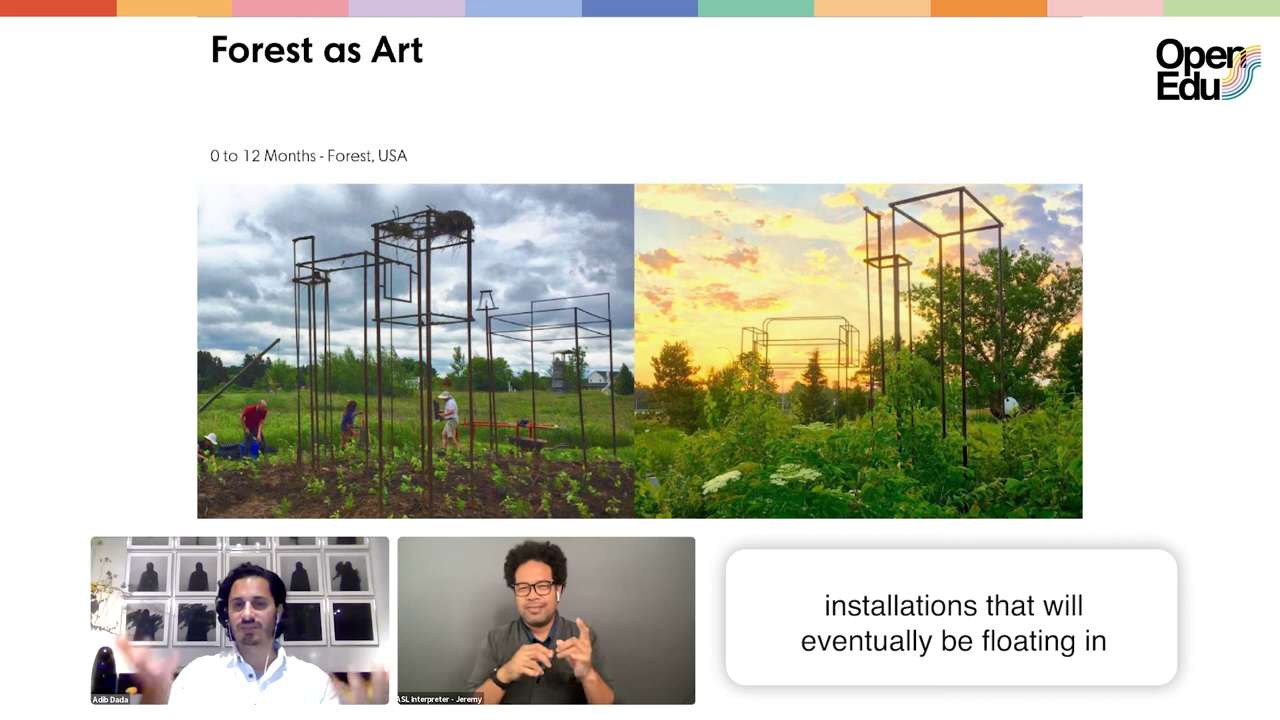 Forest as Art
Open
Edu
0 to 12 Months - Forest, USA
installations that will
eventually be floating in
Adib Dada
ASL Interpreter - Jeremy